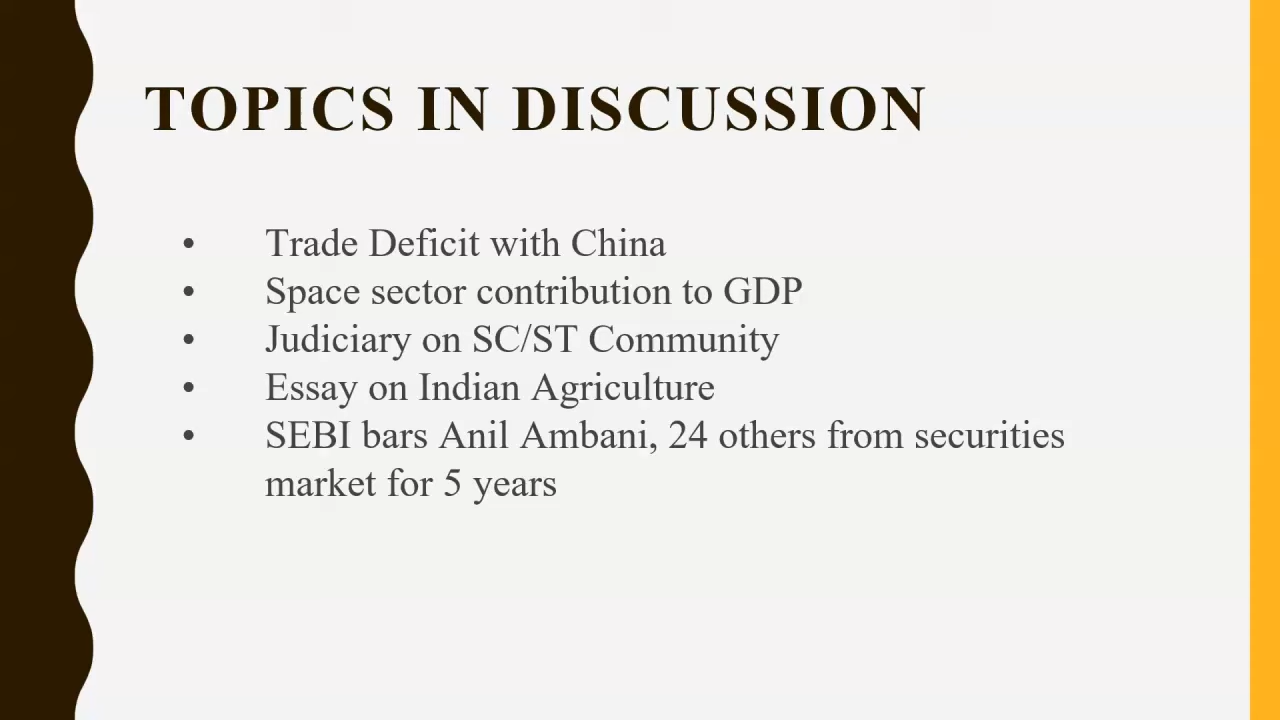 TOPICS IN DISCUSSION
• Trade Deficit with China
• Space sector contribution to GDP
• Judiciary on SC/ST Community
• Essay on Indian Agriculture
• SEBI bars Anil Ambani, 24 others from securities
market for 5 years